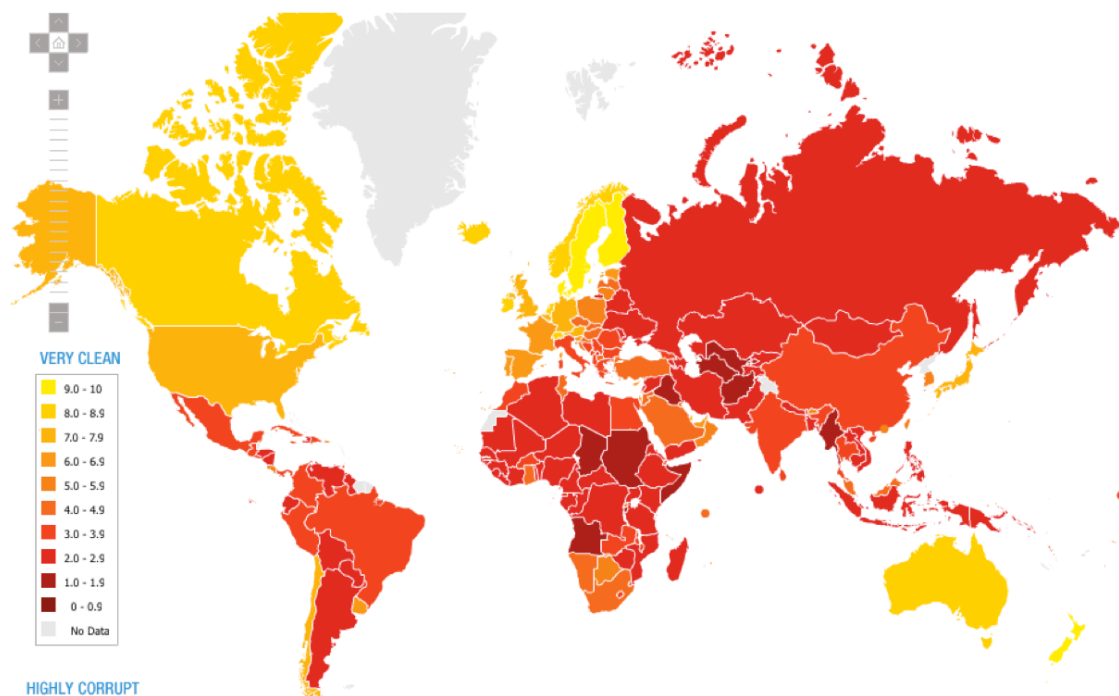 VERY CLEAN
9.0 - 10
8.0 - 8.9
7.0 - 7.9
6.0 - 6.9
5.0 - 5.9
4.0 - 4.9
3.0 - 3.9
2.0 - 2.9
1.0 - 1.9
0 - 0.9
No Data
HIGHLY CORRUPT